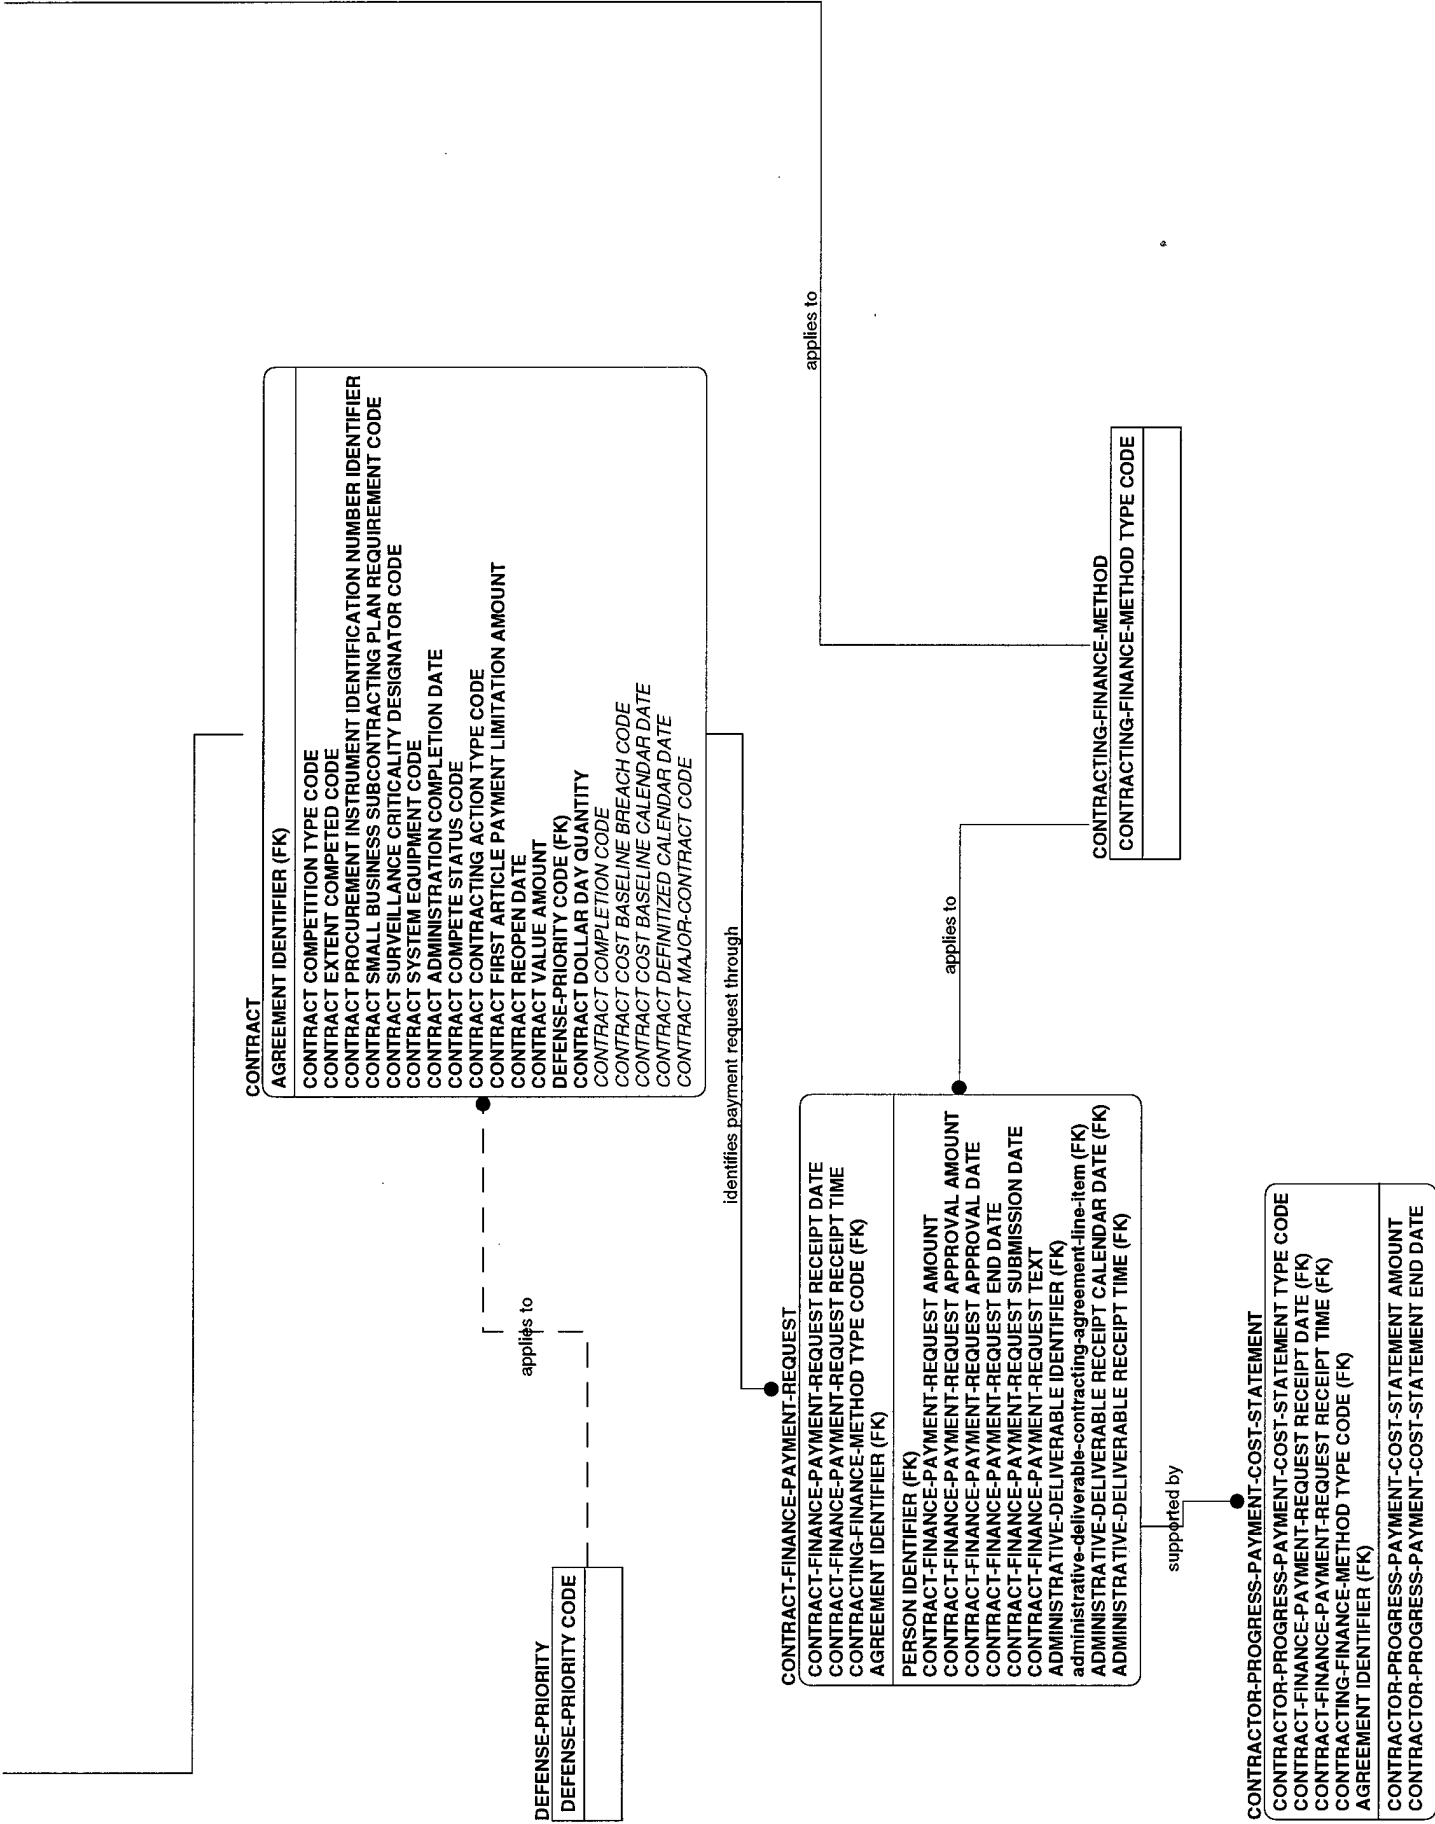 CONTRACT
AGREEMENT IDENTIFIER (FK)
CONTRACT COMPETITION TYPE CODE
CONTRACT EXTENT COMPETED CODE
CONTRACT PROCUREMENT INSTRUMENT IDENTIFICATION NUMBER IDENTIFIER
CONTRACT SMALL BUSINESS SUBCONTRACTING PLAN REQUIREMENT CODE
CONTRACT SURVEILLANCE CRITICALITY DESIGNATOR CODE
CONTRACT SYSTEM EQUIPMENT CODE
CONTRACT ADMINISTRATION COMPLETION DATE
CONTRACT COMPETE STATUS CODE
CONTRACT CONTRACTING ACTION TYPE CODE
CONTRACT FIRST ARTICLE PAYMENT LIMITATION AMOUNT
CONTRACT REOPEN DATE
CONTRACT VALUE AMOUNT
DEFENSE-PRIORITY CODE (FK)
CONTRACT DOLLAR DAY QUANTITY
CONTRACT COMPLETION CODE
CONTRACT COST BASELINE BREACH CODE
CONTRACT COST BASELINE CALENDAR DATE
CONTRACT DEFINITIZED CALENDAR DATE
CONTRACT MAJOR-CONTRACT CODE
applies to
DEFENSE-PRIORITY
DEFENSE-PRIORITY CODE
identifies payment request through
applies to
CONTRACT-FINANCE-PAYMENT-REQUEST
CONTRACT-FINANCE-PAYMENT-REQUEST RECEIPT DATE
CONTRACT-FINANCE-PAYMENT-REQUEST RECEIPT TIME
CONTRACTING-FINANCE-METHOD TYPE CODE (FK)
AGREEMENT IDENTIFIER (FK)
PERSON IDENTIFIER (FK)
CONTRACT-FINANCE-PAYMENT-REQUEST AMOUNT
CONTRACT-FINANCE-PAYMENT-REQUEST APPROVAL AMOUNT
CONTRACT-FINANCE-PAYMENT-REQUEST APPROVAL DATE
CONTRACT-FINANCE-PAYMENT-REQUEST END DATE
CONTRACT-FINANCE-PAYMENT-REQUEST SUBMISSION DATE
CONTRACT-FINANCE-PAYMENT-REQUEST TEXT
ADMINISTRATIVE-DELIVERABLE IDENTIFIER (FK)
administrative-deliverable-contracting-agreement-line-item (FK)
ADMINISTRATIVE-DELIVERABLE RECEIPT CALENDAR DATE (FK)
ADMINISTRATIVE-DELIVERABLE RECEIPT TIME (FK)
applies to
CONTRACTING-FINANCE-METHOD
CONTRACTING-FINANCE-METHOD TYPE CODE
supported by
CONTRACTOR-PROGRESS-PAYMENT-COST-STATEMENT
CONTRACTOR-PROGRESS-PAYMENT-COST-STATEMENT TYPE CODE
CONTRACT-FINANCE-PAYMENT-REQUEST RECEIPT DATE (FK)
CONTRACT-FINANCE-PAYMENT-REQUEST RECEIPT TIME (FK)
CONTRACTING-FINANCE-METHOD TYPE CODE (FK)
AGREEMENT IDENTIFIER (FK)
CONTRACTOR-PROGRESS-PAYMENT-COST-STATEMENT AMOUNT
CONTRACTOR-PROGRESS-PAYMENT-COST-STATEMENT END DATE